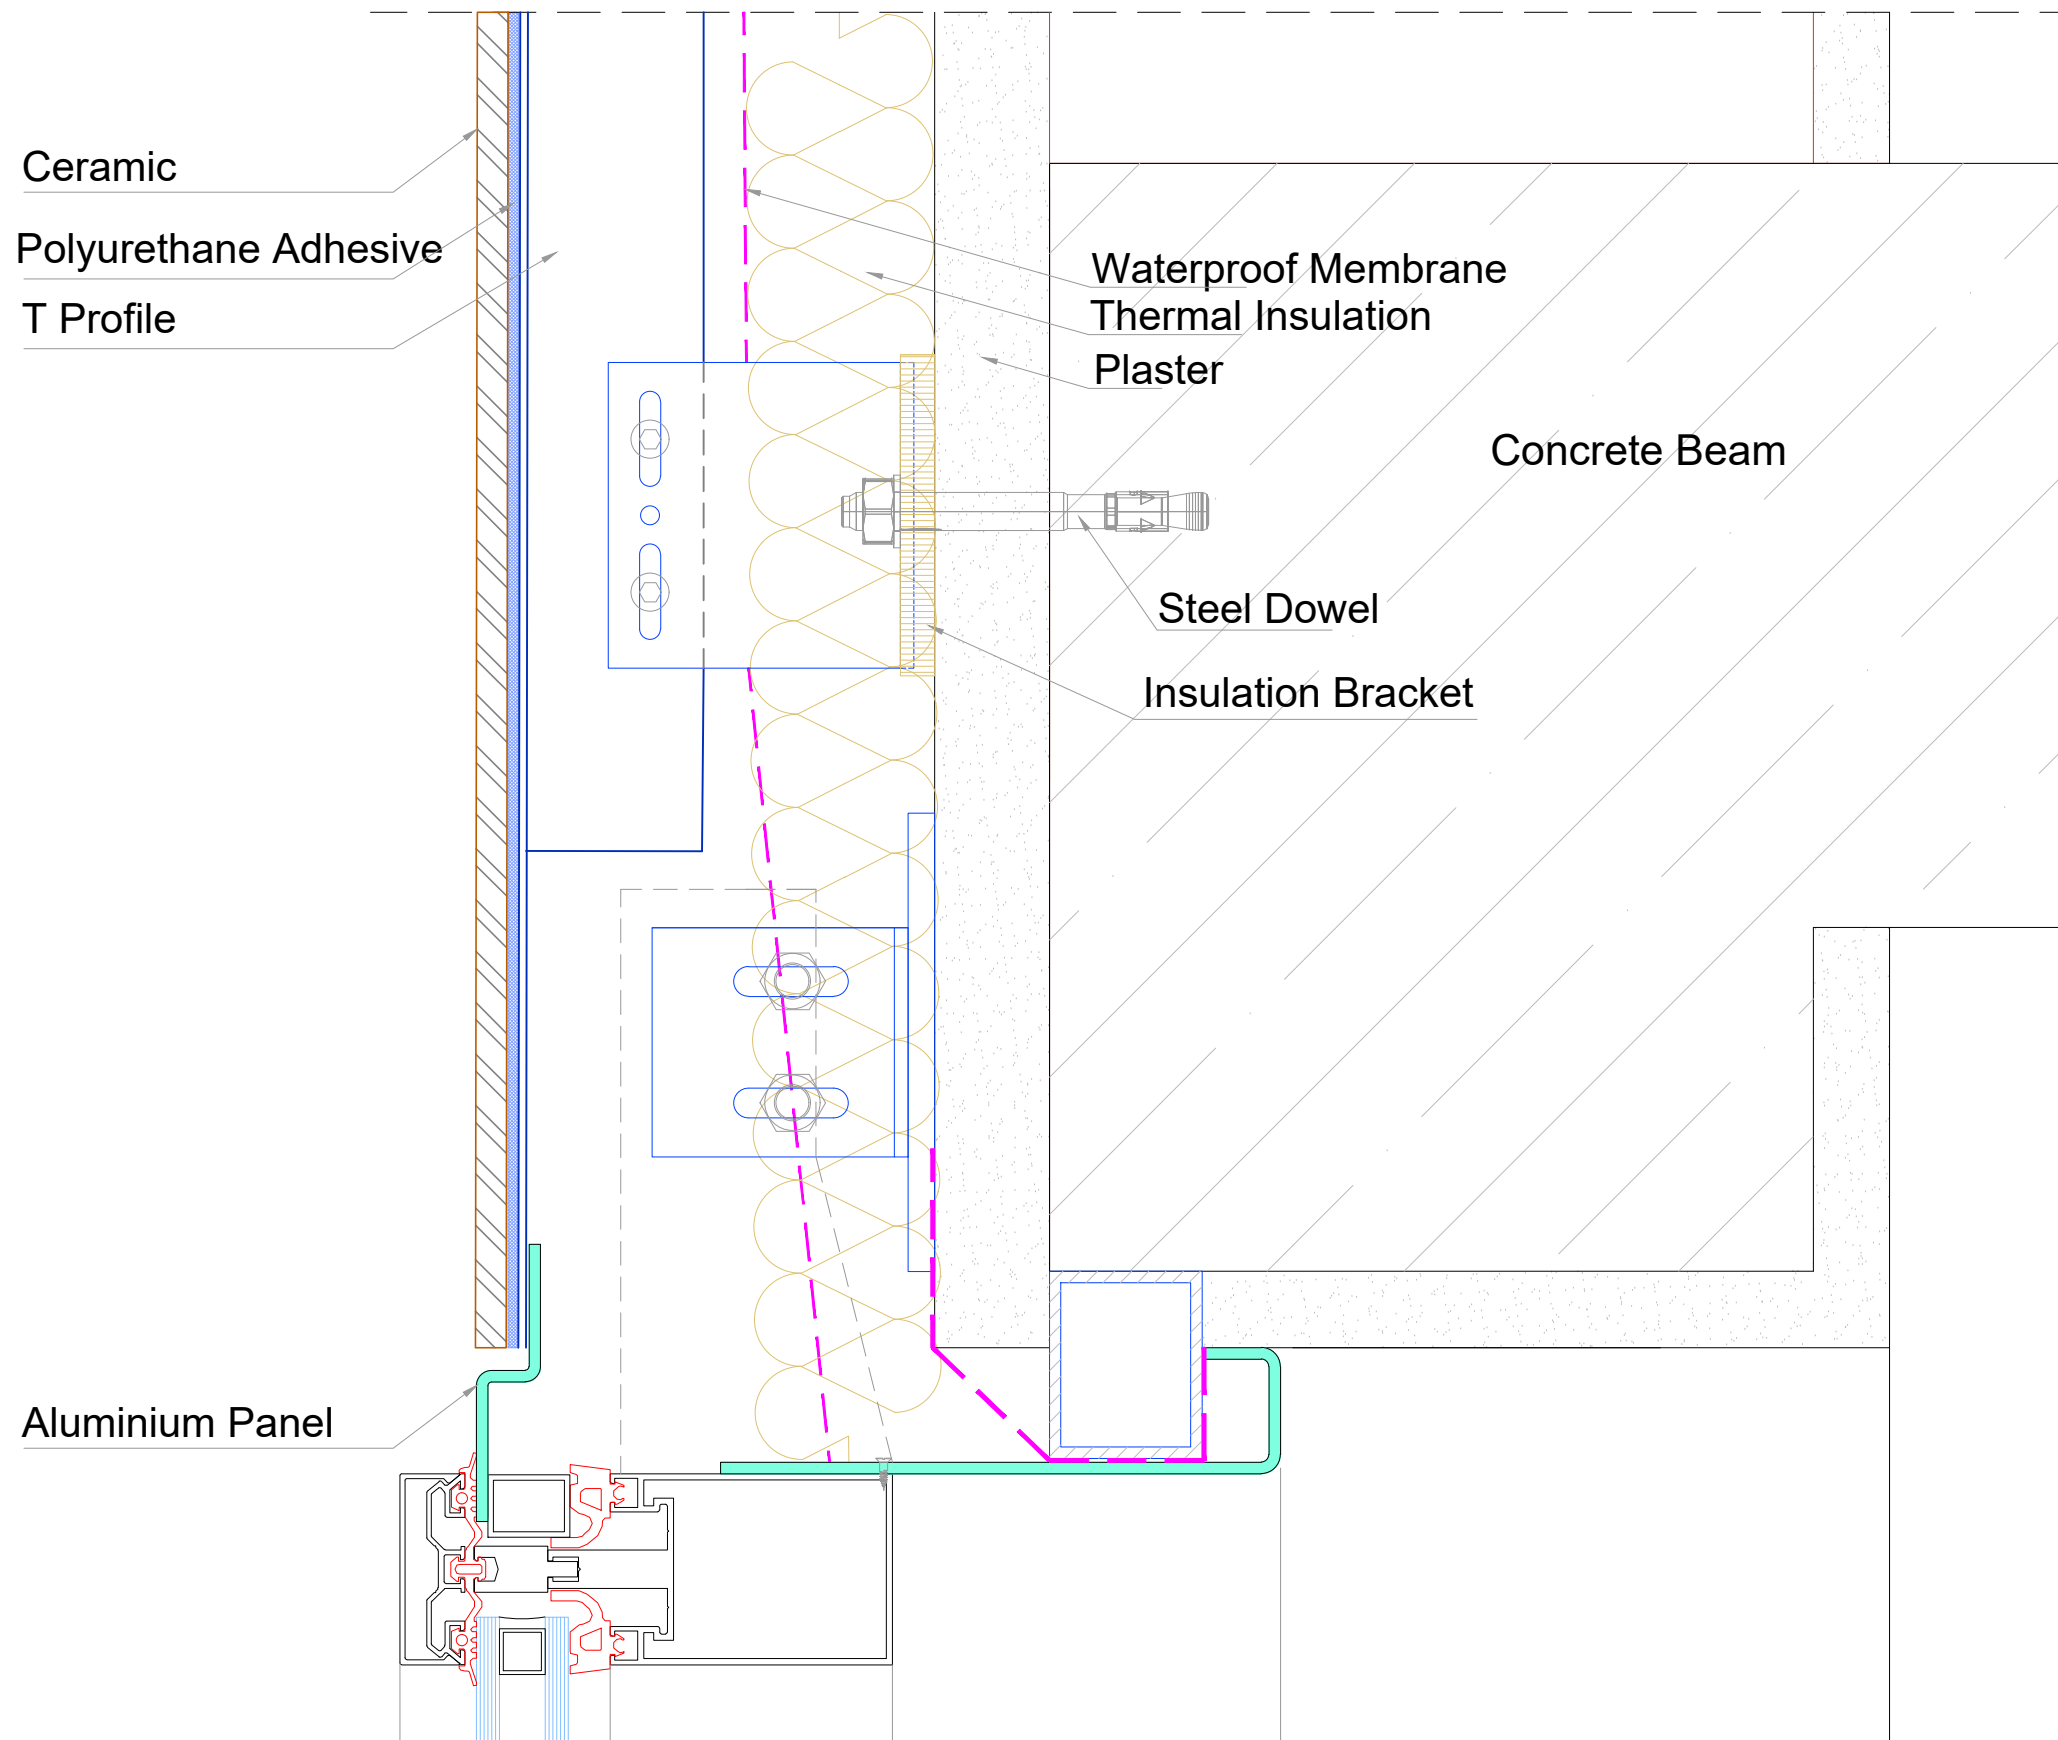 Ceramic
Polyurethane Adhesive
T Profile
Waterproof Membrane
Thermal Insulation
Plaster
Concrete Beam
Steel Dowel
Insulation Bracket
Aluminium Panel